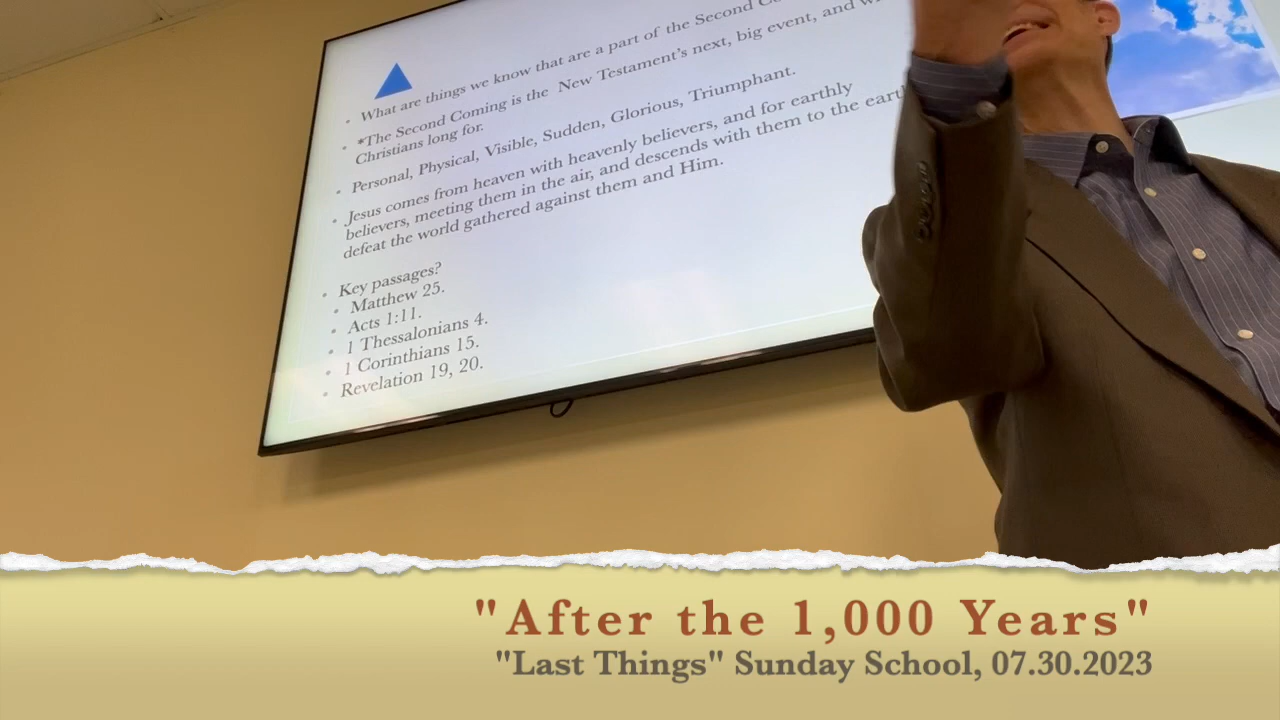 • What are things we know that are a part of the Second
• *The Second Coming is the New Testament's next, big event, and
Christians long for.
• Personal, Physical, Visible, Sudden, Glorious, Triumphant.
• Jesus comes from heaven with heavenly believers, and for earthly
believers, meeting them in the air, and descends with them to the
defeat the world gathered against them and Him.
• Key passages?
• Matthew 25.
• Acts 1:11.
• 1 Thessalonians 4.
• 1 Corinthians 15.
• Revelation 19, 20.
"After the 1,000 Years"
"Last Things" Sunday School, 07.30.2023